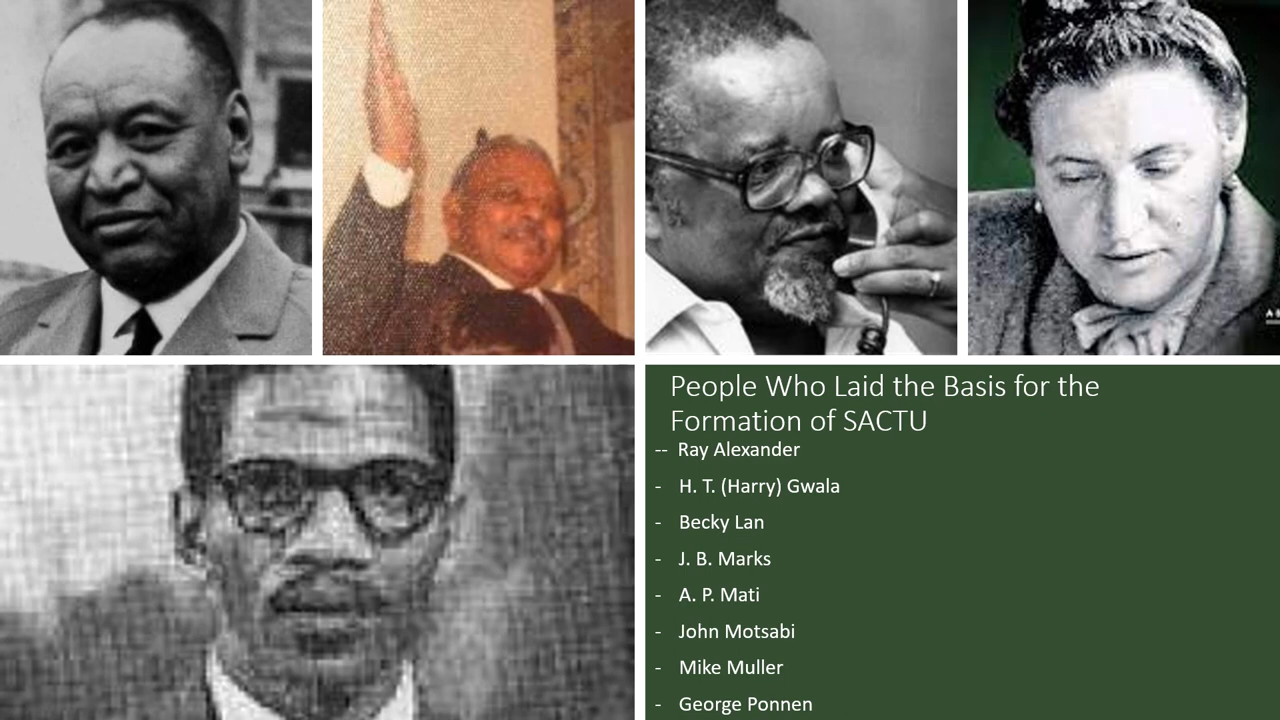 People Who Laid the Basis for the
Formation of SACTU
-- Ray Alexander
- H. T. (Harry) Gwala
- Becky Lan
- J. B. Marks
- A. P. Mati
- John Motsabi
- Mike Muller
- George Ponnen